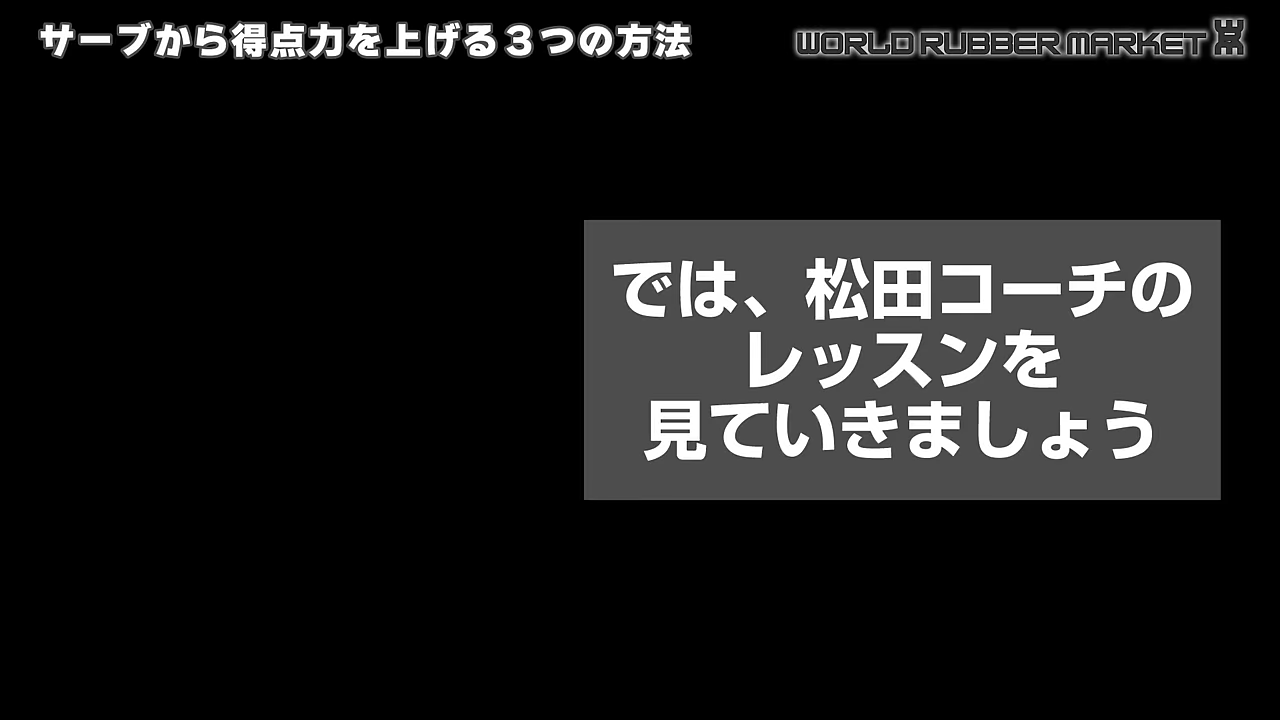 サーブから得点力を上げる３つの方法
WORLD RUBBER MARKET
では、松田コーチの
レッスンを
見ていきましょう